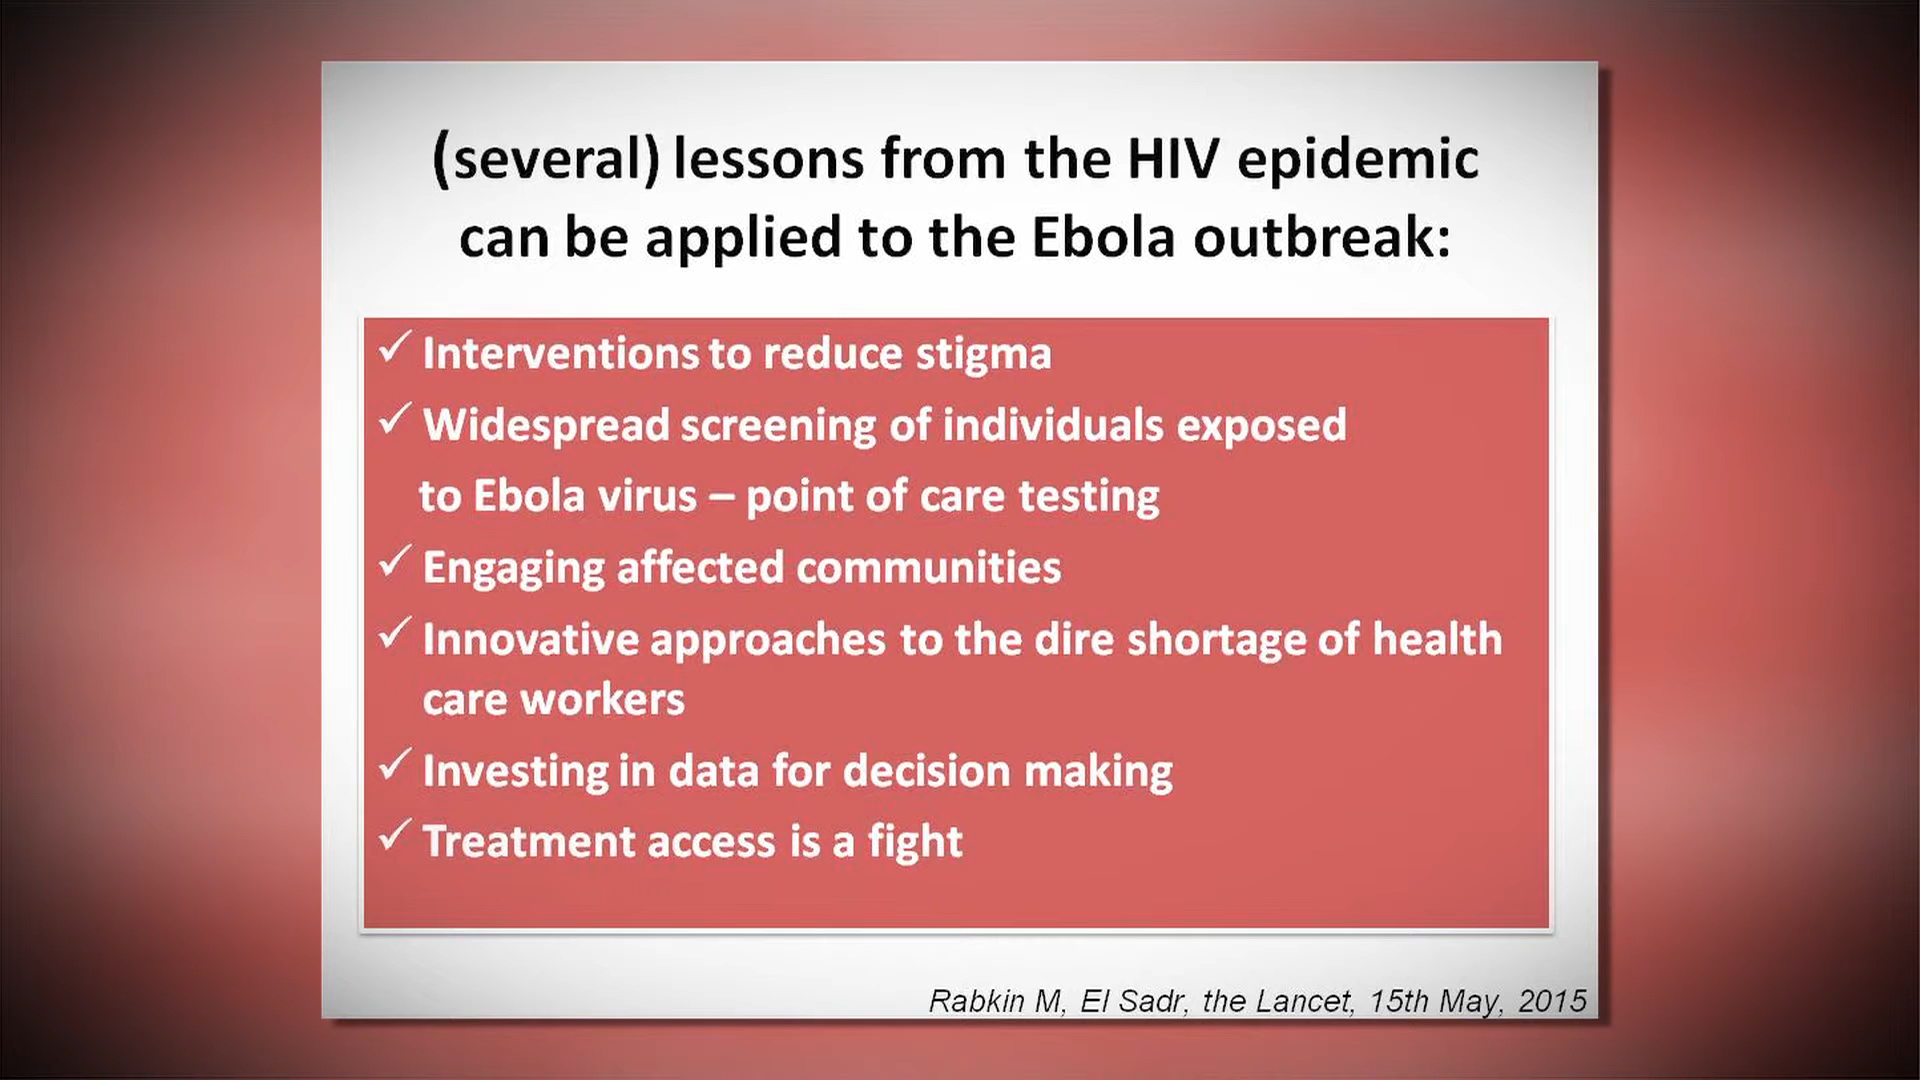 (several) lessons from the HIV epidemic
can be applied to the Ebola outbreak:
✓ Interventions to reduce stigma
✓ Widespread screening of individuals exposed
to Ebola virus – point of care testing
✓ Engaging affected communities
✓ Innovative approaches to the dire shortage of health
care workers
✓ Investing in data for decision making
✓ Treatment access is a fight
Rabkin M, El Sadr, the Lancet, 15th May, 2015